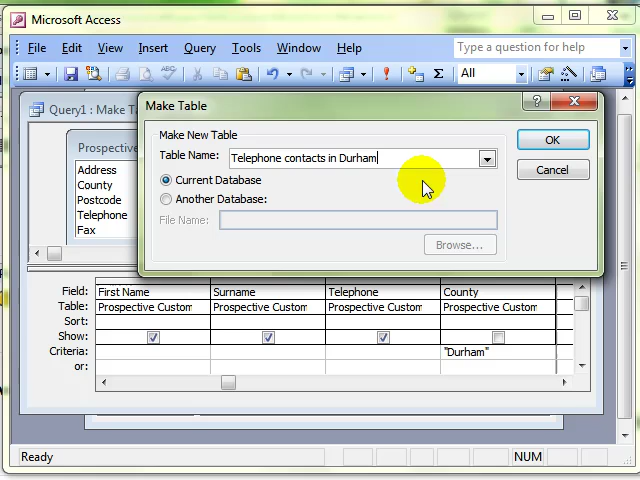 Microsoft Access
File Edit View Insert Query Tools Window Help Type a question for help
All
Query1 : Make Ta
Make Table
Make New Table
Table Name: Telephone contacts in Durham
Current Database
Another Database:
File Name:
Browse...
OK
Cancel
Prospective
Address
County
Postcode
Telephone
Fax
Field: First Name Surname Telephone County
Table: Prospective Custom Prospective Custom Prospective Custom Prospective Custom
Sort:
Show:
Criteria: "Durham"
or:
Ready NUM